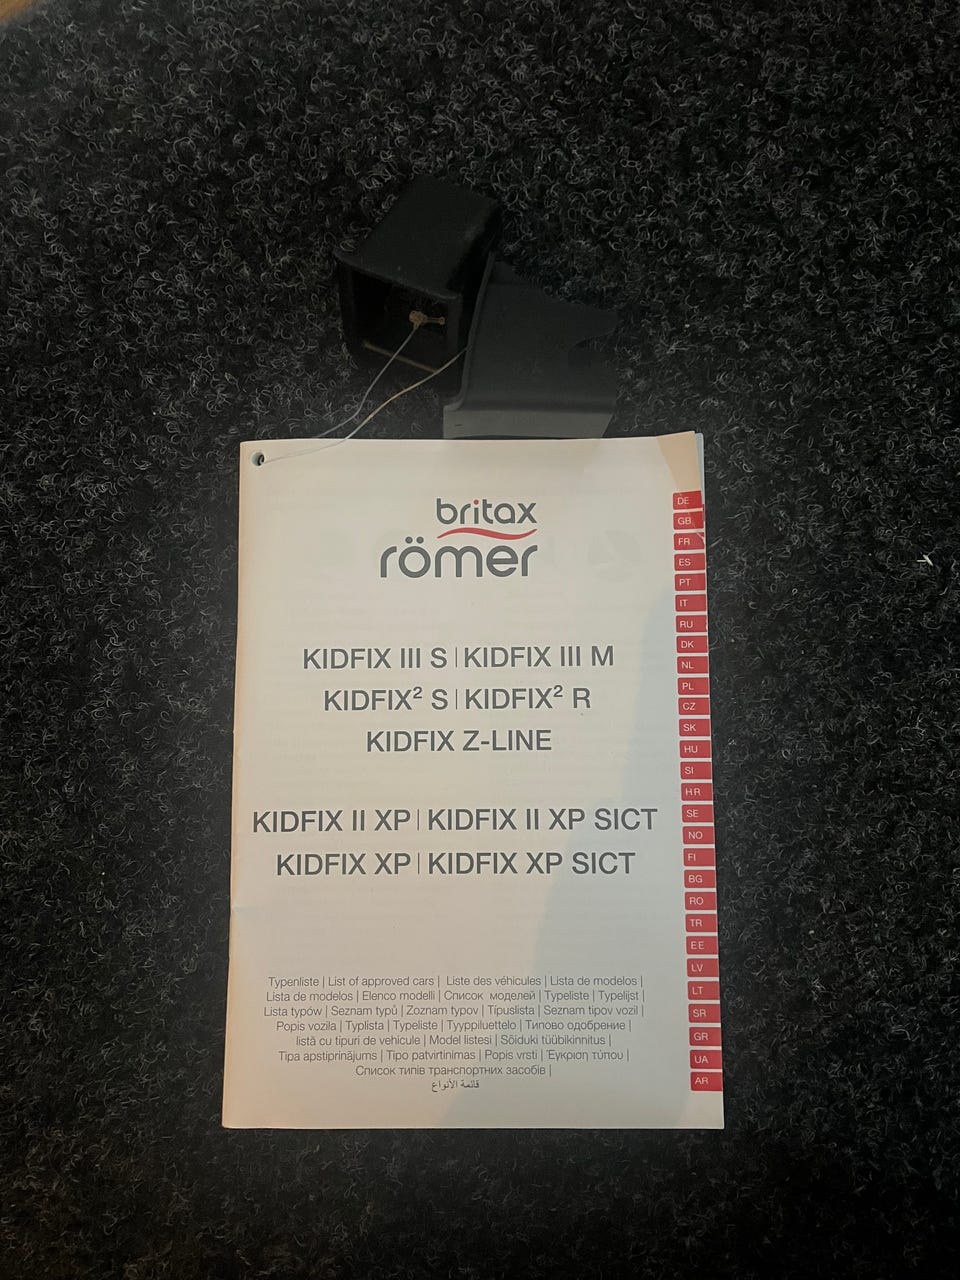 britax
römer
KIDFIX III S | KIDFIX III M
KIDFIX² S | KIDFIX² R
KIDFIX Z-LINE
KIDFIX II XP | KIDFIX II XP SICT
KIDFIX XP | KIDFIX XP SICT
Typenliste | List of approved cars | Liste des véhicules | Lista de modelos |
Lista de modelos | Elenco modelli | Список моделей | Typeliste | Typelijst |
Lista typów | Seznam typů | Zoznam typov | Típuslista | Seznam tipov vozil |
Popis vozila | Typlista | Typeliste | Tyyppiluettelo | Типово одобрение |
listă cu tipuri de vehicule | Model listesi | Sõiduki tüübikinnitus |
Tipa apstiprinājums | Tipo patvirtinimas | Popis vrsti | Έγκριση τύπου |
Список типів транспортних засобів |
قائمة الأنواع
DE
GB
FR
ES
PT
IT
RU
DK
NL
PL
CZ
SK
HU
SI
HR
SE
NO
FI
BG
RO
TR
EE
LV
LT
SR
GR
UA
AR